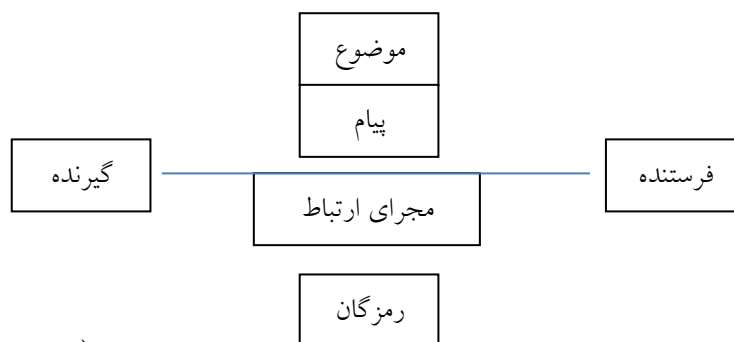 موضوع
پیام
فرستنده
گیرنده
مجرای ارتباط
رمزگان